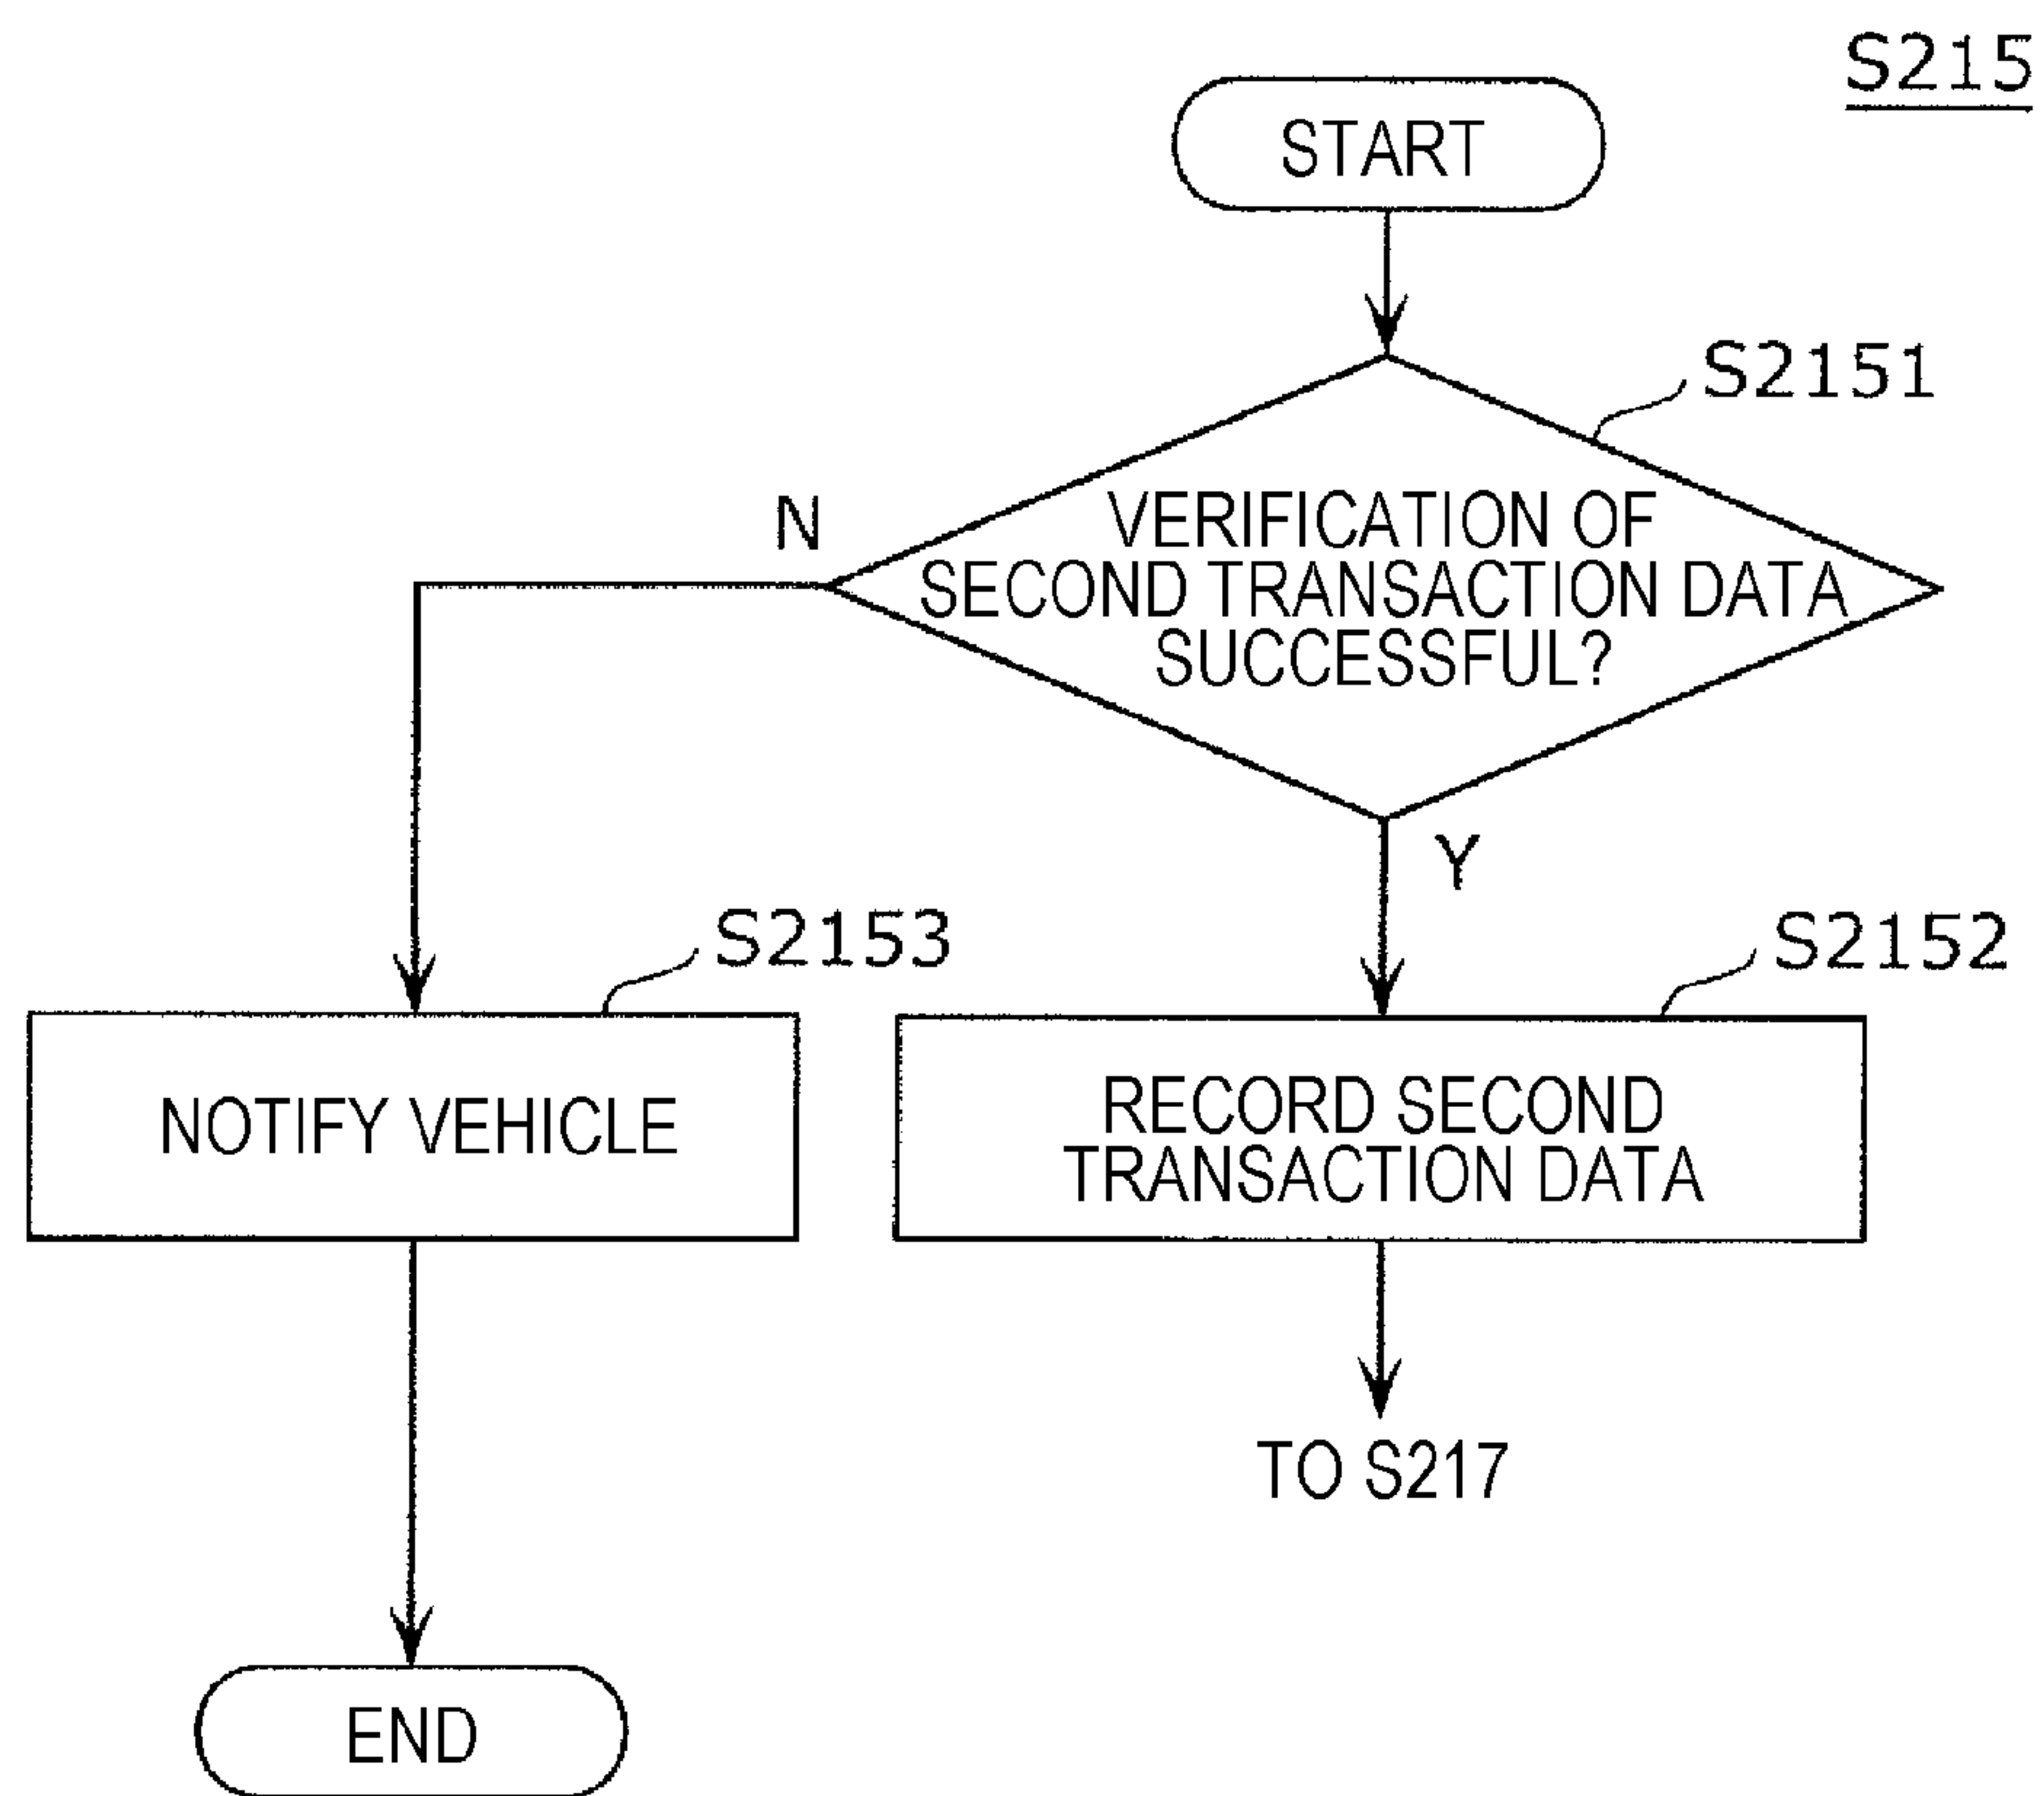 S215
START
S2151
N
VERIFICATION OF
SECOND TRANSACTION DATA
SUCCESSFUL?
Y
S2153
S2152
NOTIFY VEHICLE
RECORD SECOND
TRANSACTION DATA
TO S217
END